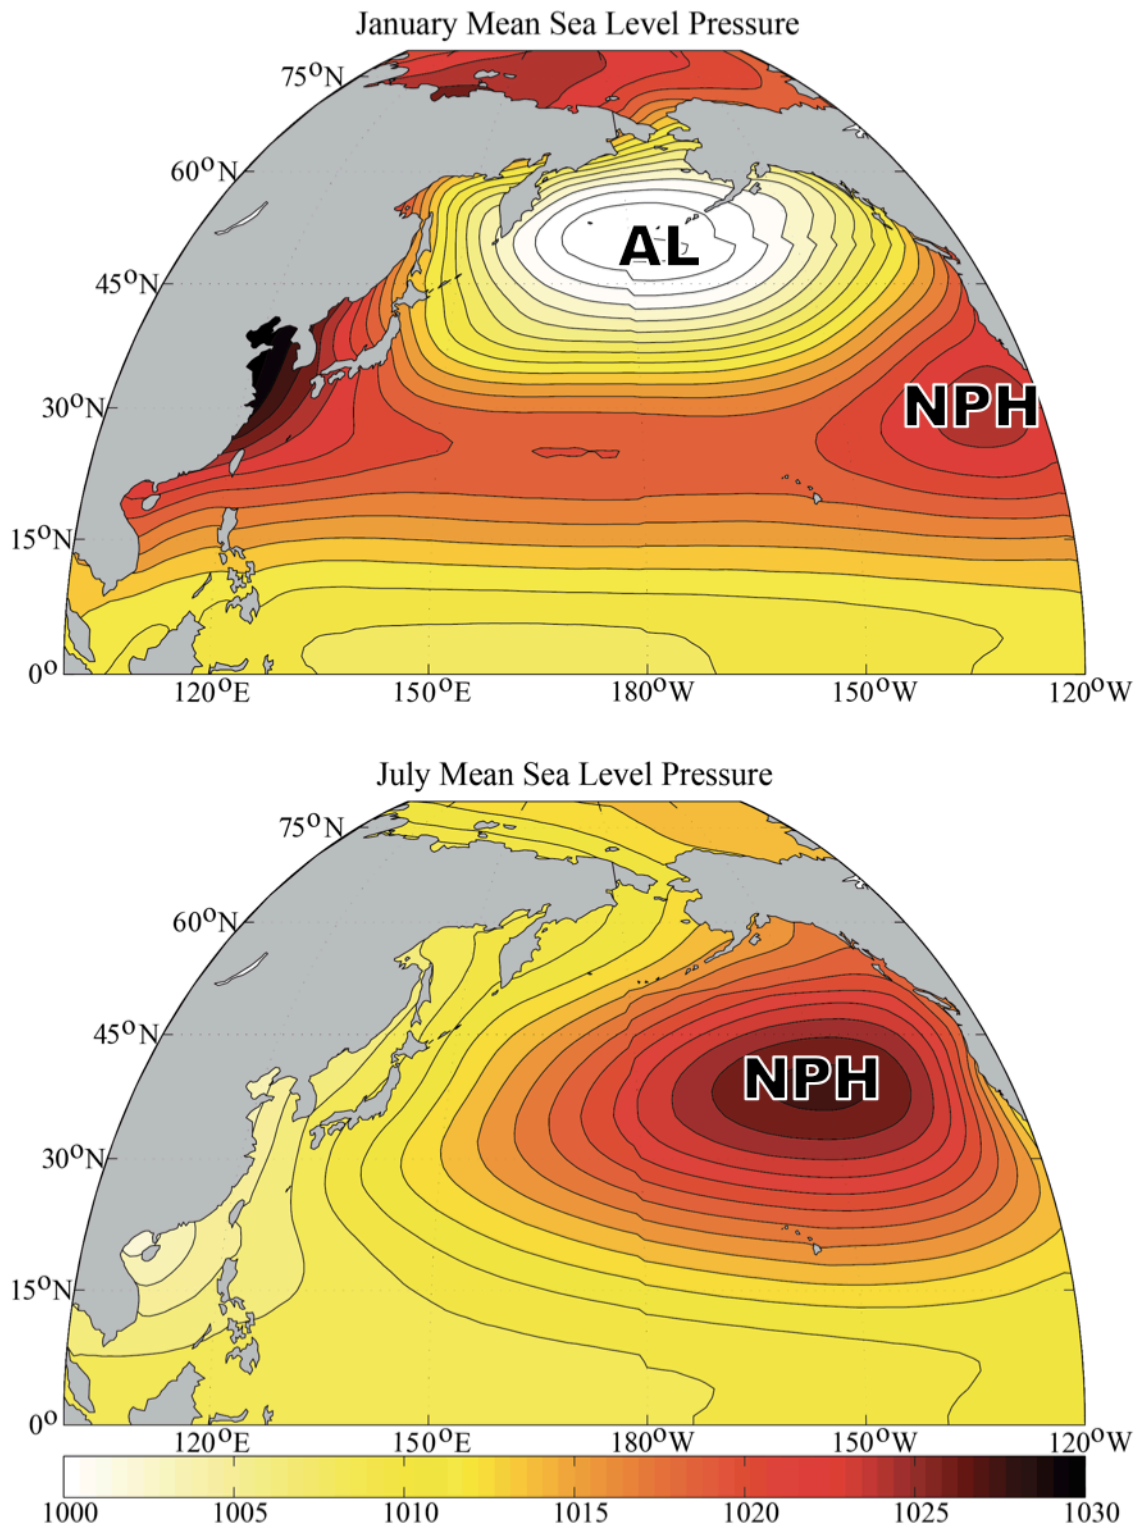 January Mean Sea Level Pressure
75°N
60°N
AL
45°N
NPH
30°N
15°N
0°
120°E 150°E 180°W 150°W 120°W
July Mean Sea Level Pressure
75°N
60°N
45°N
NPH
30°N
15°N
0°
120°E 150°E 180°W 150°W 120°W
1000 1005 1010 1015 1020 1025 1030